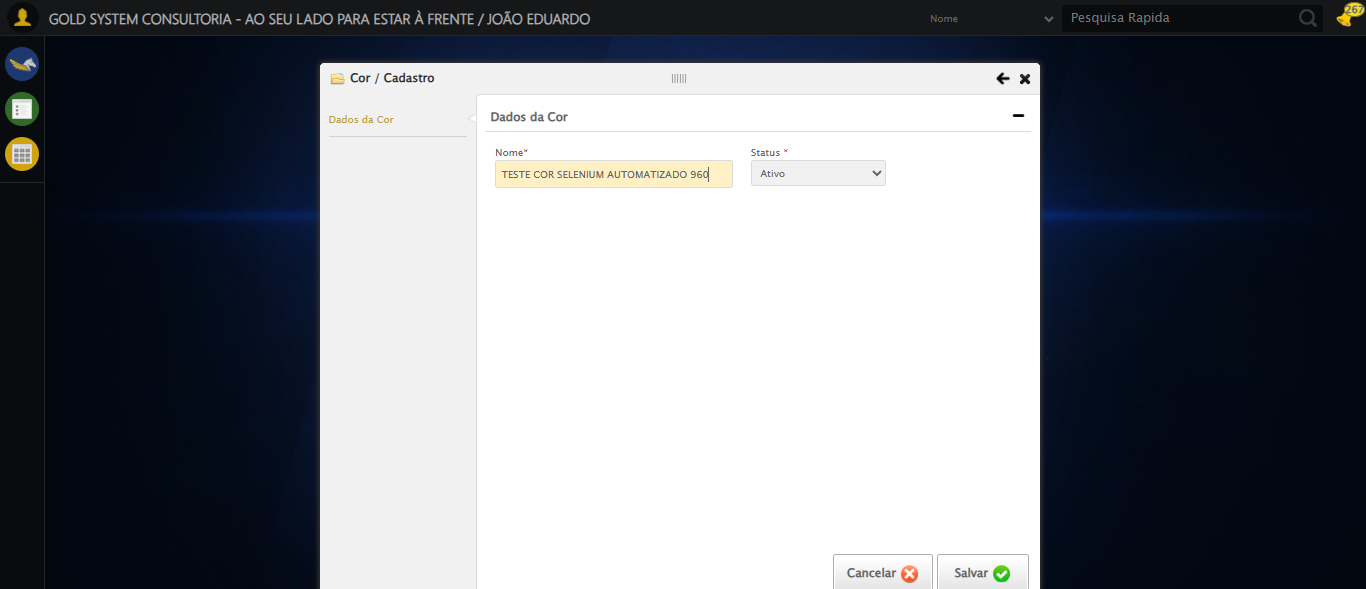 GOLD SYSTEM CONSULTORIA - AO SEU LADO PARA ESTAR À FRENTE / JOÃO EDUARDO
Nome
Pesquisa Rapida
267
Cor / Cadastro
Dados da Cor
Dados da Cor
Nome*
Status *
TESTE COR SELENIUM AUTOMATIZADO 960
Ativo
Cancelar
Salvar